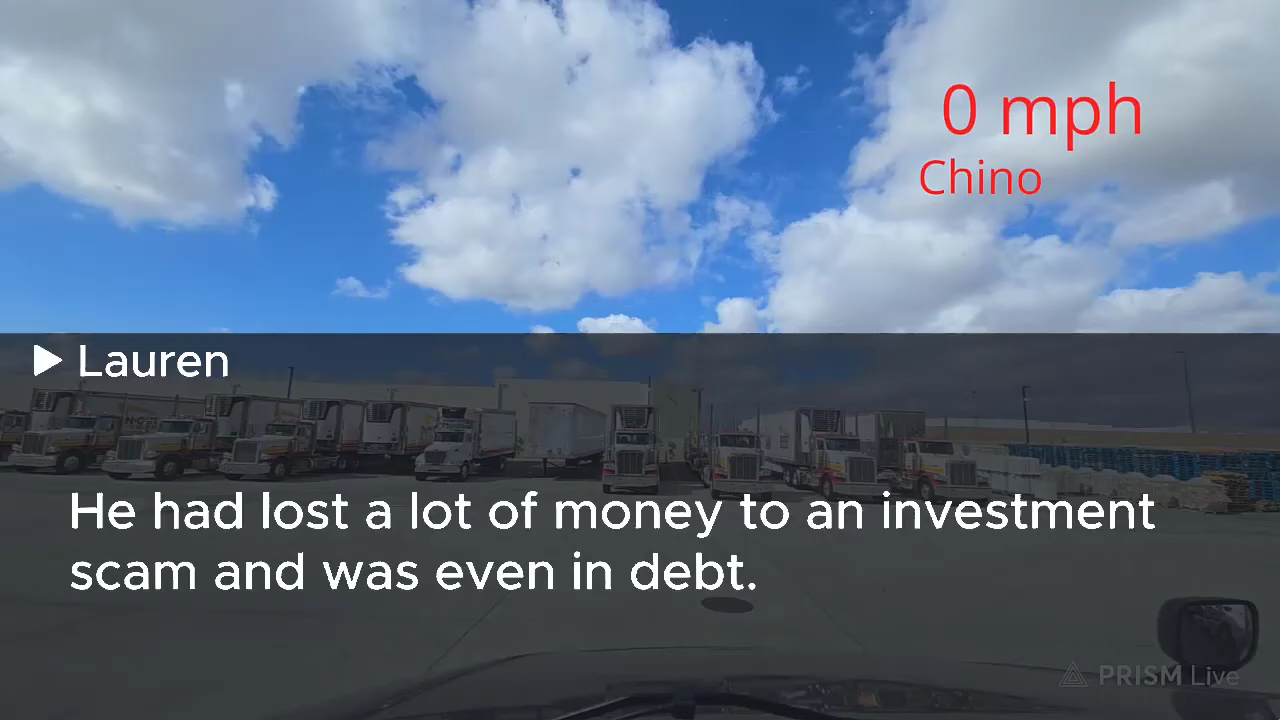 0 mph
Chino
Lauren
He had lost a lot of money to an investment
scam and was even in debt.
PRISM Live